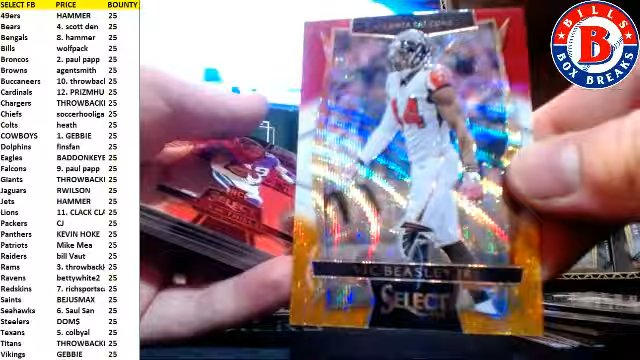 SELECT FB PRICE BOUNTY
49ers HAMMER 25
Bears 4. scott den 25
Bengals 8. hammer 25
Bills wolfpack 25
Broncos 2. paul papp 25
Browns agentsmith 25
Buccaneers 10. throwbacl 25
Cardinals 12. PRIZMHU 25
Chargers THROWBACKI 25
Chiefs soccerhooliga 25
Colts heath 25
COWBOYS 1. GEBBIE 25
Dolphins finsfan 25
Eagles BADDONKEYE 25
Falcons 9. paul papp 25
Giants THROWBACKI 25
Jaguars RWILSON 25
Jets HAMMER 25
Lions 11. CLACK CLA 25
Packers CJ 25
Panthers KEVIN HOKE 25
Patriots Mike Mea 25
Raiders bill Vaut 25
Rams 3. throwback 25
Ravens bettywhite2 25
Redskins 7. richsports 25
Saints BEJUSMAX 25
Seahawks 6. Saul San 25
Steelers DOMS 25
Texans 5. colbyal 25
Titans THROWBACKI 25
Vikings GEBBIE 25
BILLS
B
BOX BREAKS
44
VIC BEASLEY JR.
SELECT